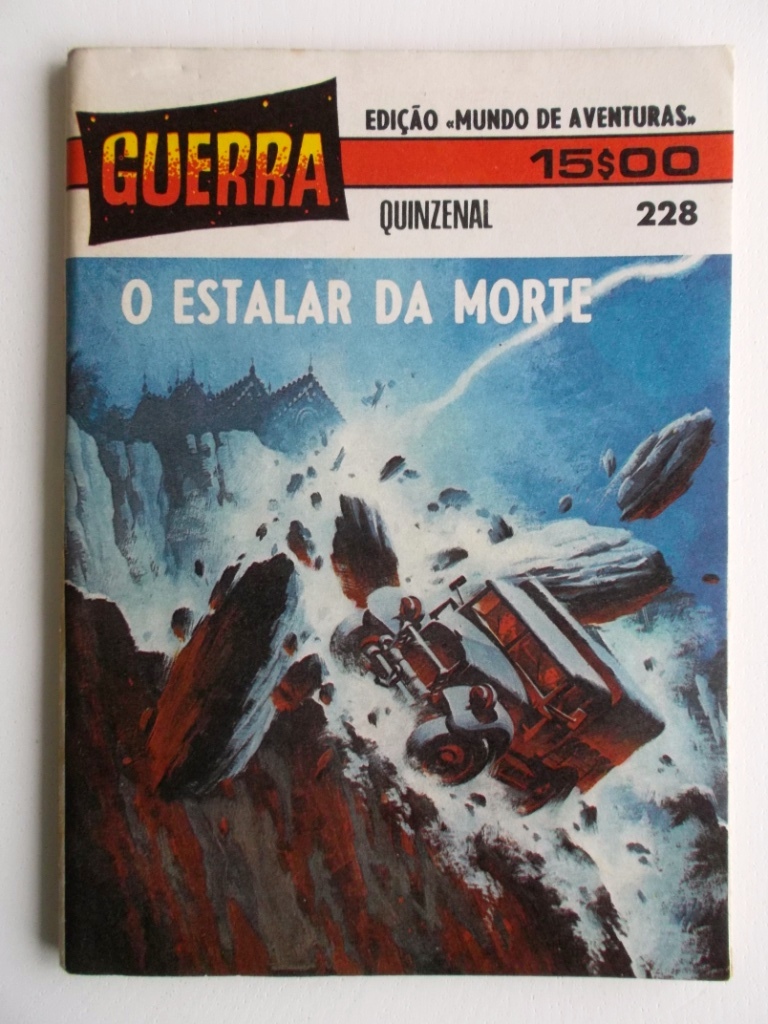 EDIÇÃO «MUNDO DE AVENTURAS»
GUERRA
15$00
QUINZENAL 228
O ESTALAR DA MORTE